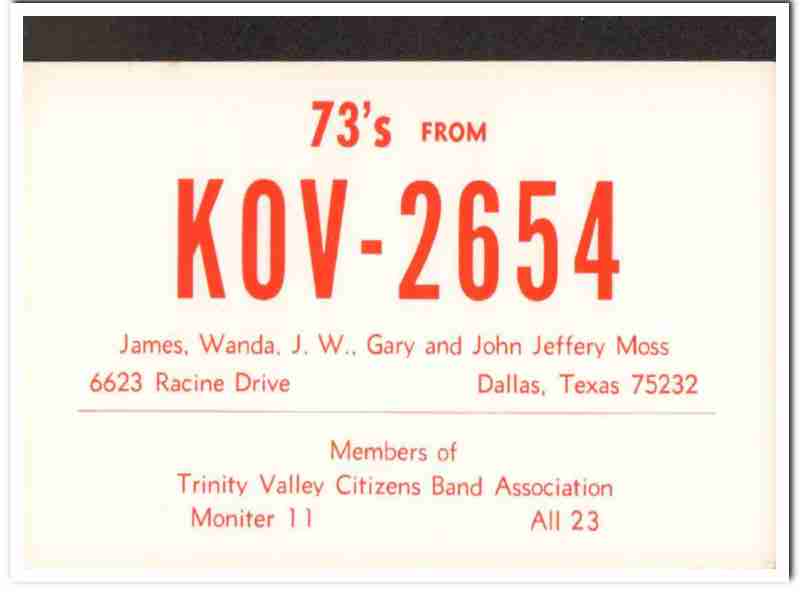 73's FROM
KOV-2654
James, Wanda, J. W., Gary and John Jeffery Moss
6623 Racine Drive Dallas, Texas 75232
Members of
Trinity Valley Citizens Band Association
Moniter 11 All 23